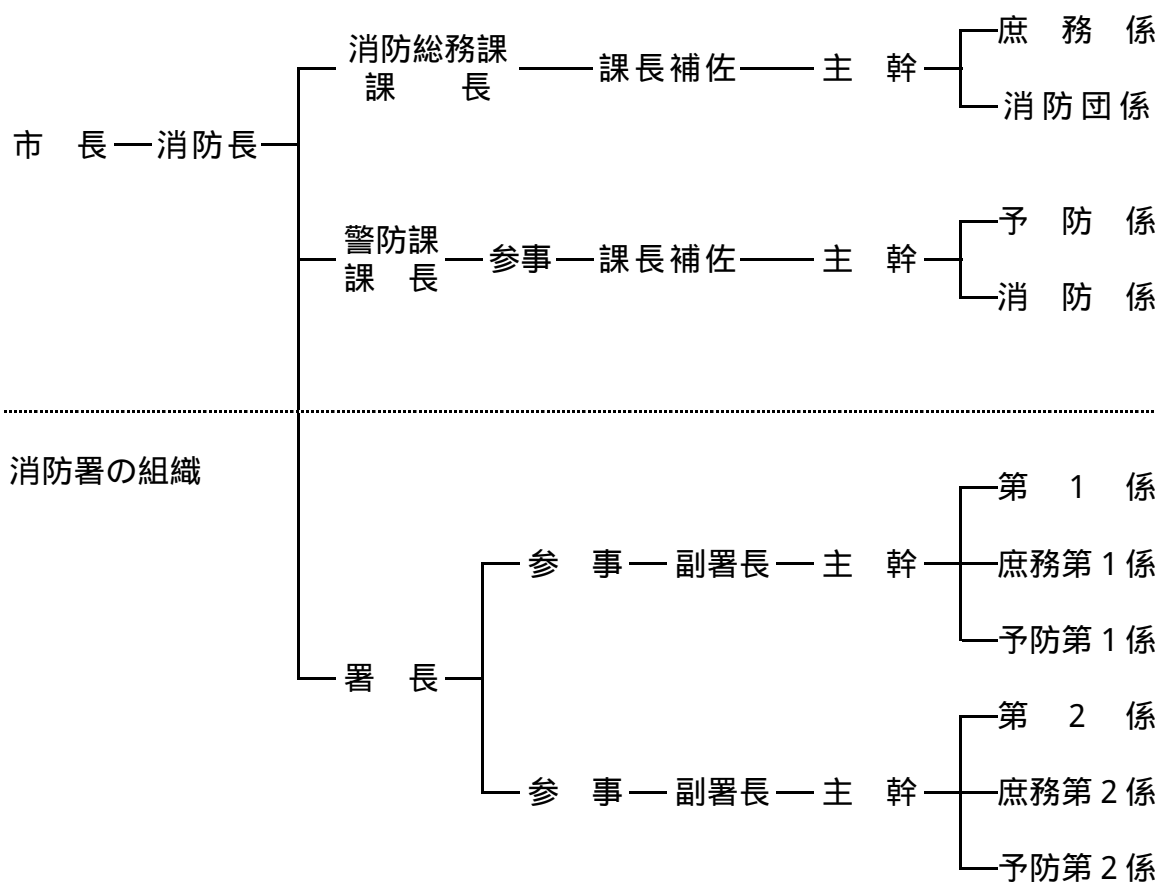 庶務係
消防総務課
課長
課長補佐
主幹
消防団係
市長
消防長
予防係
警防課
課長
参事
課長補佐
主幹
消防係
消防署の組織
第1係
参事
副署長
主幹
庶務第1係
予防第1係
署長
第2係
参事
副署長
主幹
庶務第2係
予防第2係